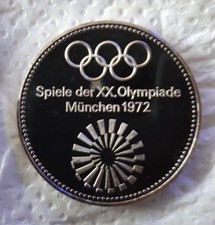 Spiele der XX. Olympiade
München 1972